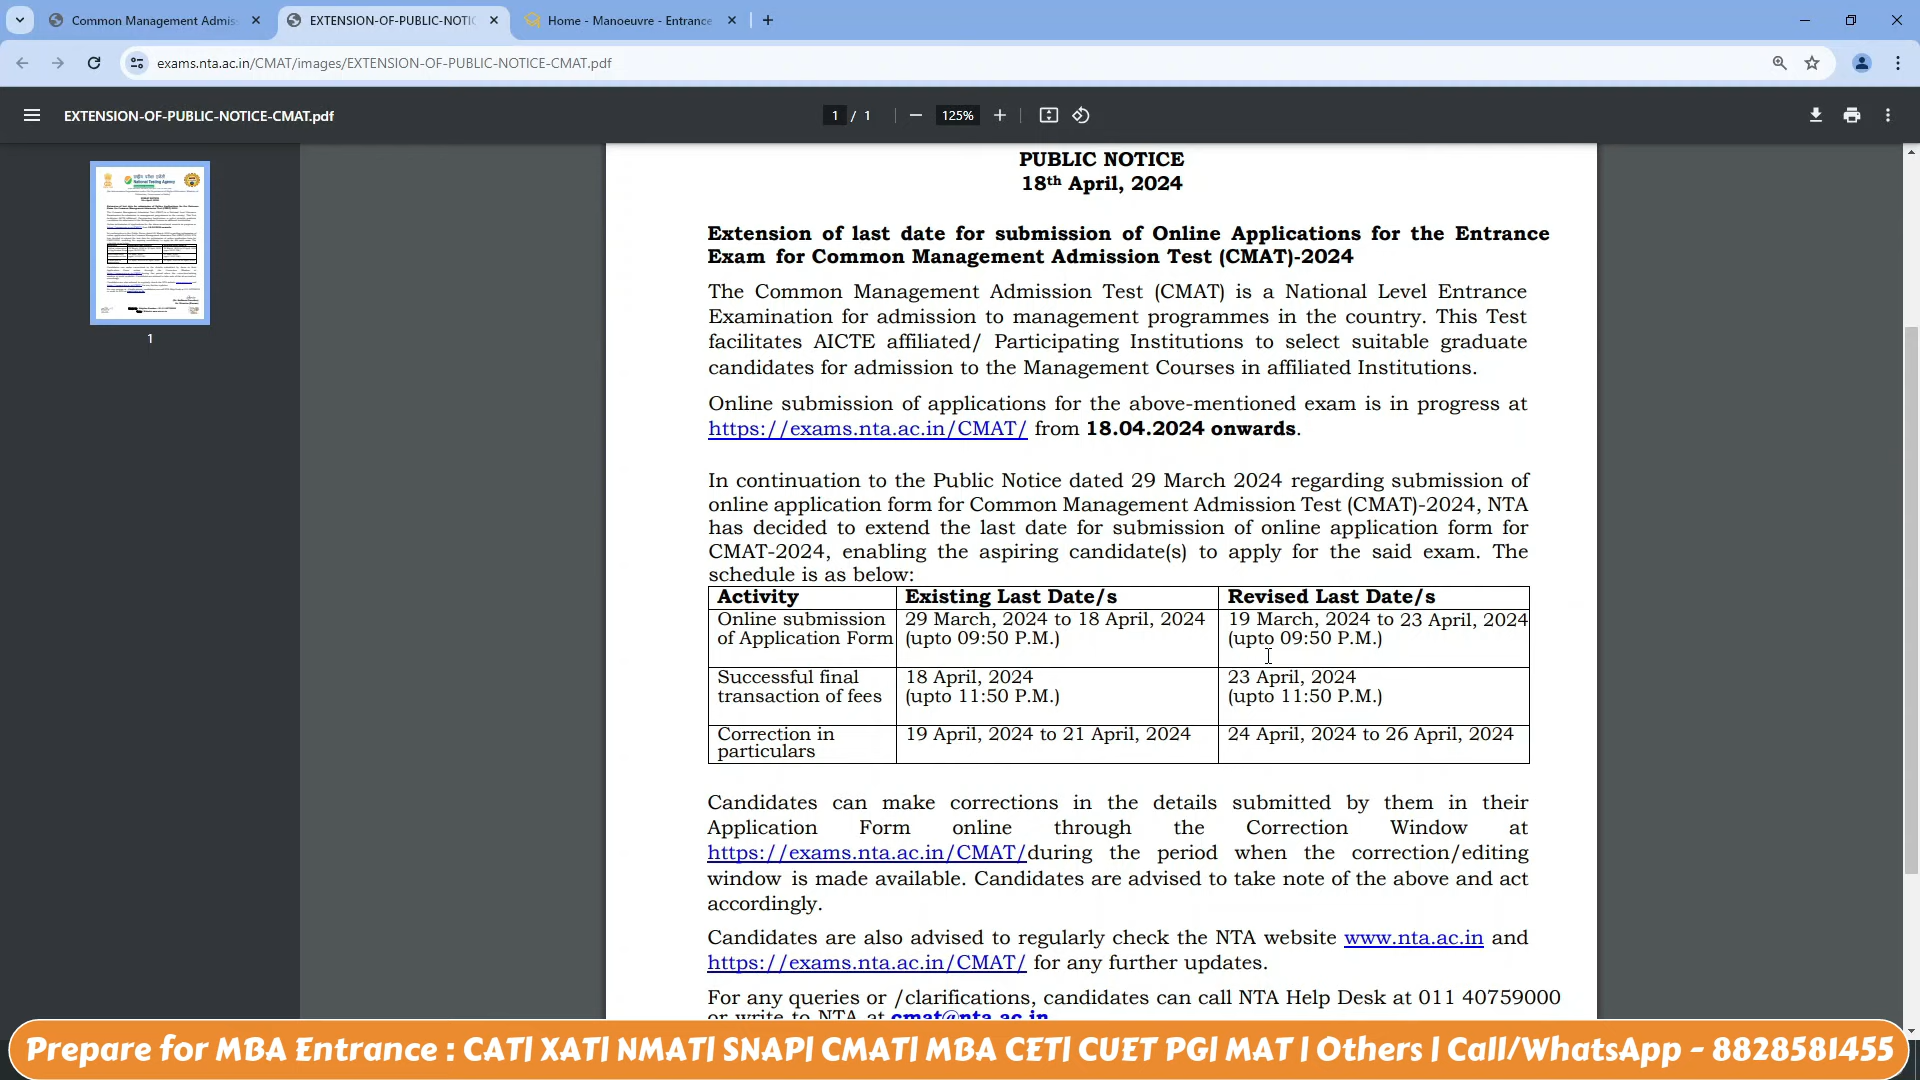 Common Management Admis
EXTENSION-OF-PUBLIC-NOTIC
Home - Manoeuvre - Entrance
exams.nta.ac.in/CMAT/images/EXTENSION-OF-PUBLIC-NOTICE-CMAT.pdf
EXTENSION-OF-PUBLIC-NOTICE-CMAT.pdf
1 / 1
125%
1
PUBLIC NOTICE
18th April, 2024
Extension of last date for submission of Online Applications for the Entrance
Exam for Common Management Admission Test (CMAT)-2024
The Common Management Admission Test (CMAT) is a National Level Entrance
Examination for admission to management programmes in the country. This Test
facilitates AICTE affiliated/ Participating Institutions to select suitable graduate
candidates for admission to the Management Courses in affiliated Institutions.
Online submission of applications for the above-mentioned exam is in progress at
https://exams.nta.ac.in/CMAT/ from 18.04.2024 onwards.
In continuation to the Public Notice dated 29 March 2024 regarding submission of
online application form for Common Management Admission Test (CMAT)-2024, NTA
has decided to extend the last date for submission of online application form for
CMAT-2024, enabling the aspiring candidate(s) to apply for the said exam. The
schedule is as below:
Activity Existing Last Date/s Revised Last Date/s
Online submission 29 March, 2024 to 18 April, 2024 19 March, 2024 to 23 April, 2024
of Application Form (upto 09:50 P.M.) (upto 09:50 P.M.)
Successful final 18 April, 2024 23 April, 2024
transaction of fees (upto 11:50 P.M.) (upto 11:50 P.M.)
Correction in 19 April, 2024 to 21 April, 2024 24 April, 2024 to 26 April, 2024
particulars
Candidates can make corrections in the details submitted by them in their
Application Form online through the Correction Window at
https://exams.nta.ac.in/CMAT/during the period when the correction/editing
window is made available. Candidates are advised to take note of the above and act
accordingly.
Candidates are also advised to regularly check the NTA website www.nta.ac.in and
https://exams.nta.ac.in/CMAT/ for any further updates.
For any queries or /clarifications, candidates can call NTA Help Desk at 011 40759000
or write to NTA at cmat@nta.ac.in
Prepare for MBA Entrance : CAT| XAT| NMAT| SNAP| CMAT| MBA CET| CUET PG| MAT | Others | Call/WhatsApp - 8828581455